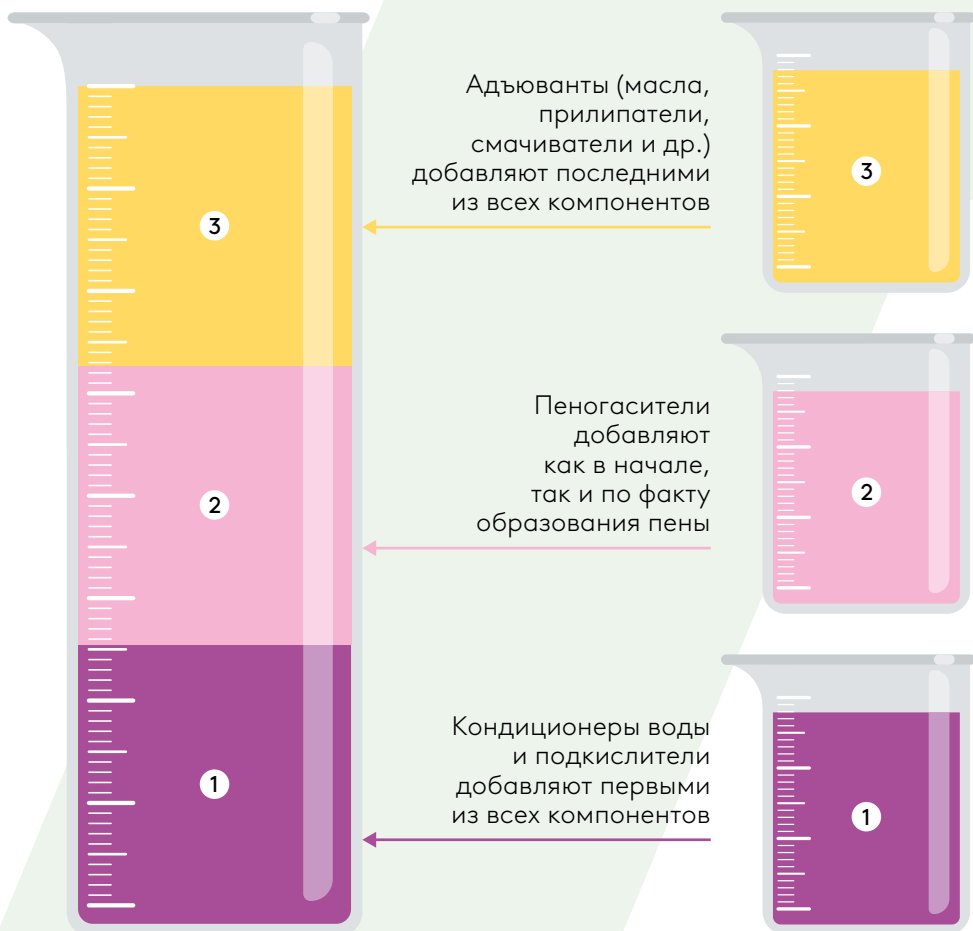 Адъюванты (масла,
прилипатели,
смачиватели и др.)
добавляют последними
из всех компонентов
3
3
Пеногасители
добавляют
как в начале,
так и по факту
образования пены
2
2
Кондиционеры воды
и подкислители
добавляют первыми
из всех компонентов
1
1